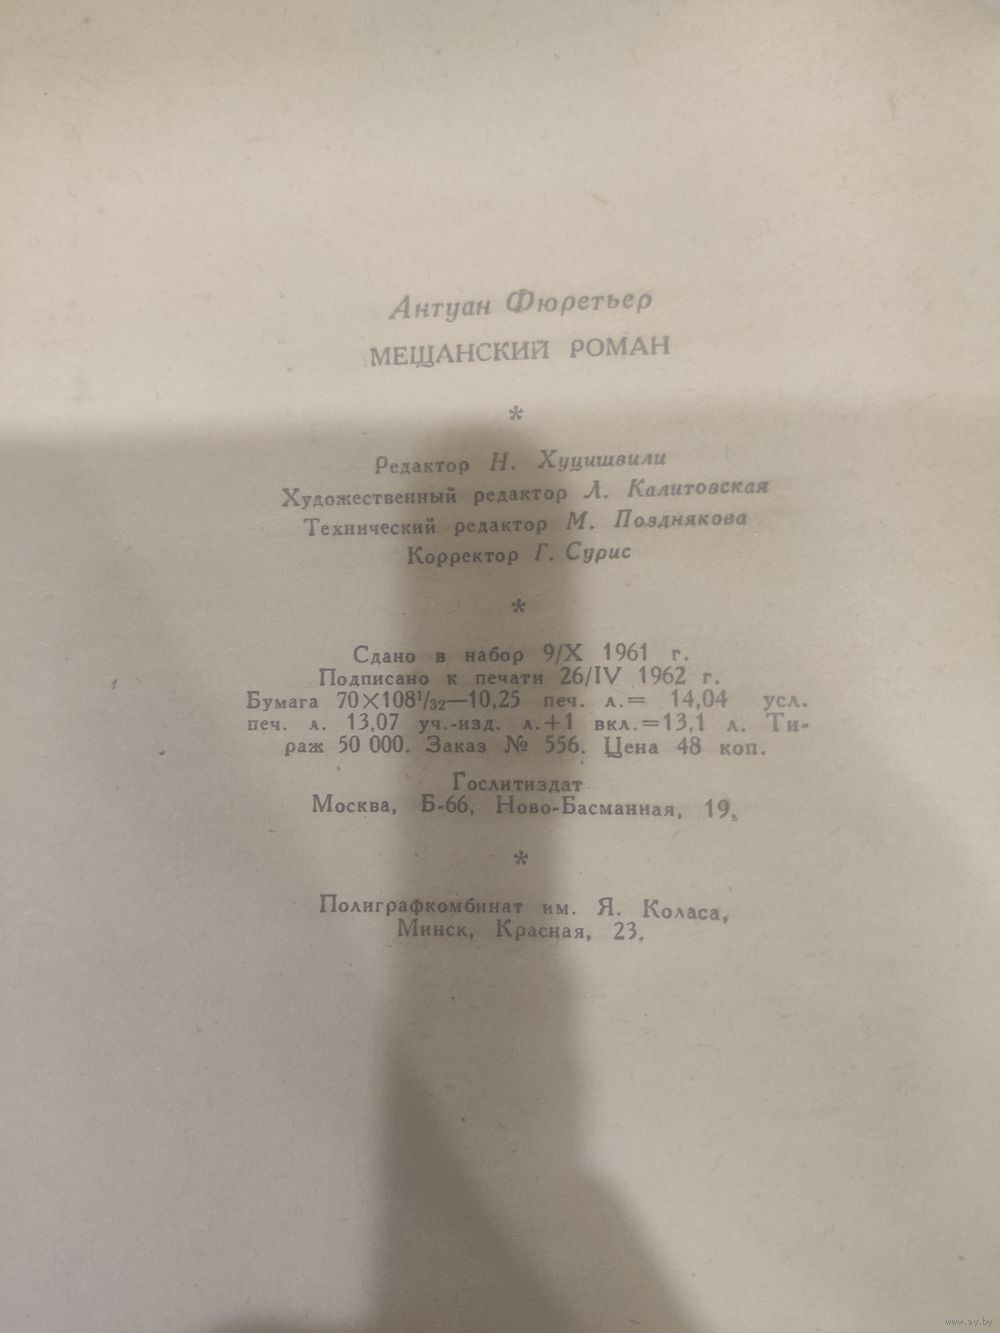 Антуан Фюретьер
МЕЩАНСКИЙ РОМАН
*
Редактор Н. Хуцишвили
Художественный редактор Л. Калитовская
Технический редактор М. Позднякова
Корректор Г. Сурис
*
Сдано в набор 9/X 1961 г.
Подписано к печати 26/IV 1962 г.
Бумага 70×108¹/₃₂—10,25 печ. л.= 14,04 усл.
печ. л. 13,07 уч.-изд. л.+1 вкл.=13,1 л. Ти-
раж 50 000. Заказ № 556. Цена 48 коп.
Гослитиздат
Москва, Б-66, Ново-Басманная, 19.
*
Полиграфкомбинат им. Я. Коласа,
Минск, Красная, 23.
www.ay.by